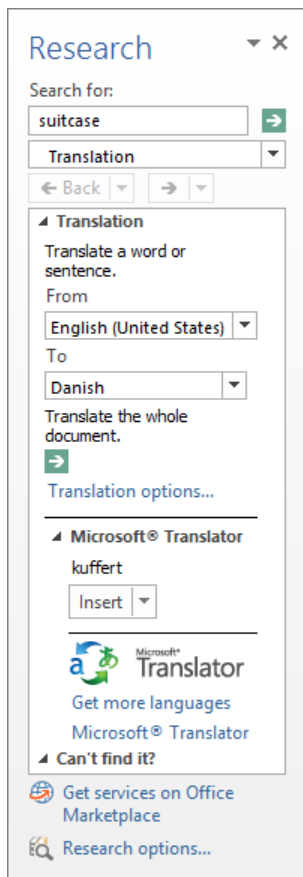 Research
Search for:
suitcase
Translation
Back
Translation
Translate a word or
sentence.
From
English (United States)
To
Danish
Translate the whole
document.
Translation options...
Microsoft® Translator
kuffert
Insert
a
Microsoft®
Translator
Get more languages
Microsoft® Translator
Can't find it?
Get services on Office
Marketplace
Research options...